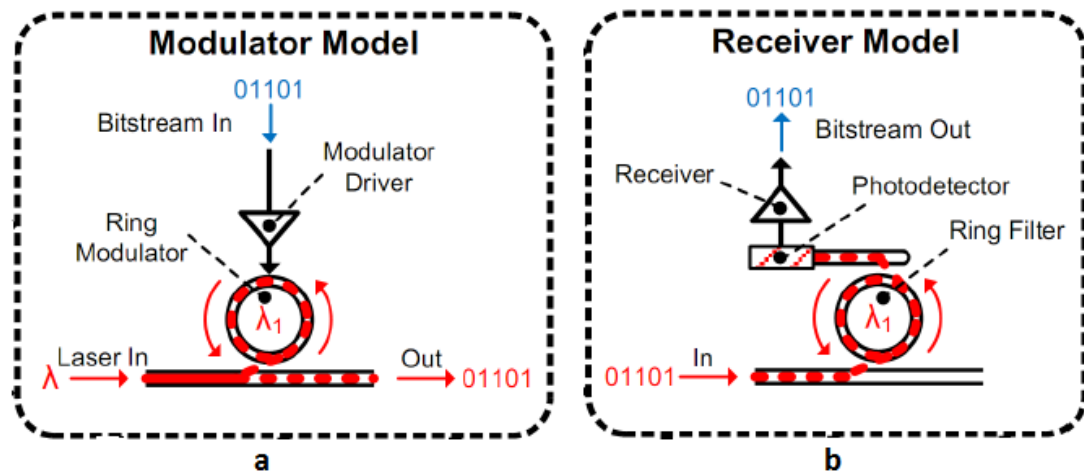 Modulator Model
01101
Bitstream In
Modulator
Driver
Ring
Modulator
λ1
Laser In
λ
Out
01101
a
Receiver Model
01101
Bitstream Out
Receiver
Photodetector
Ring Filter
λ1
In
01101
b